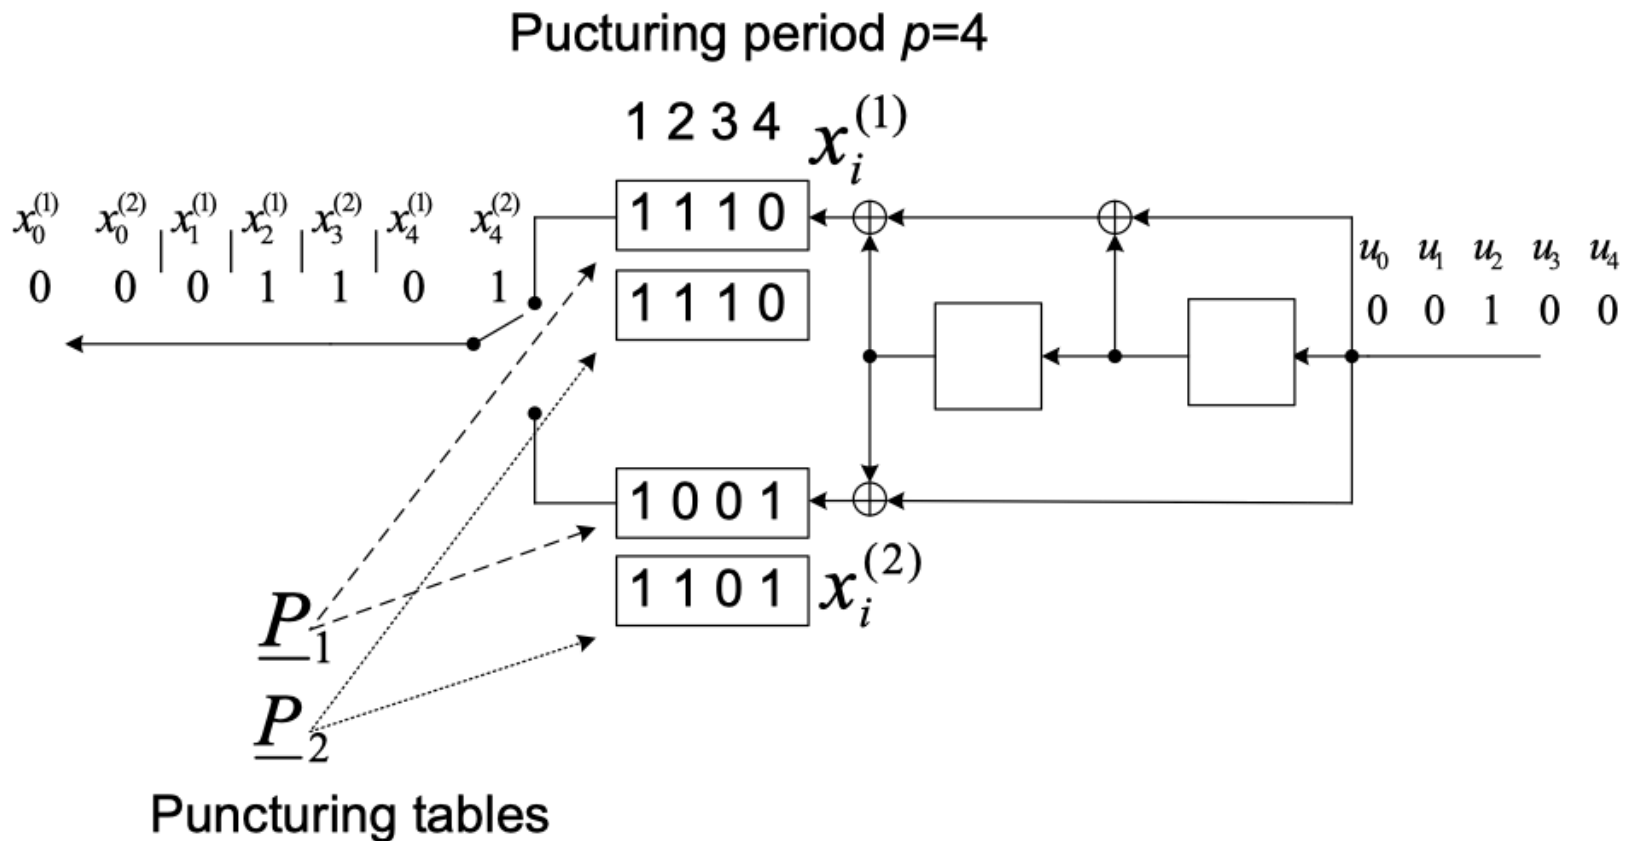 Pucturing period p=4
1 2 3 4
x_i^(1)
x_0^(1) x_0^(2) | x_1^(1) | x_2^(1) | x_3^(2) | x_4^(1) x_4^(2)
0 0 0 1 1 0 1
1 1 1 0
1 1 1 0
u_0 u_1 u_2 u_3 u_4
0 0 1 0 0
1 0 0 1
1 1 0 1
x_i^(2)
P_1
P_2
Puncturing tables